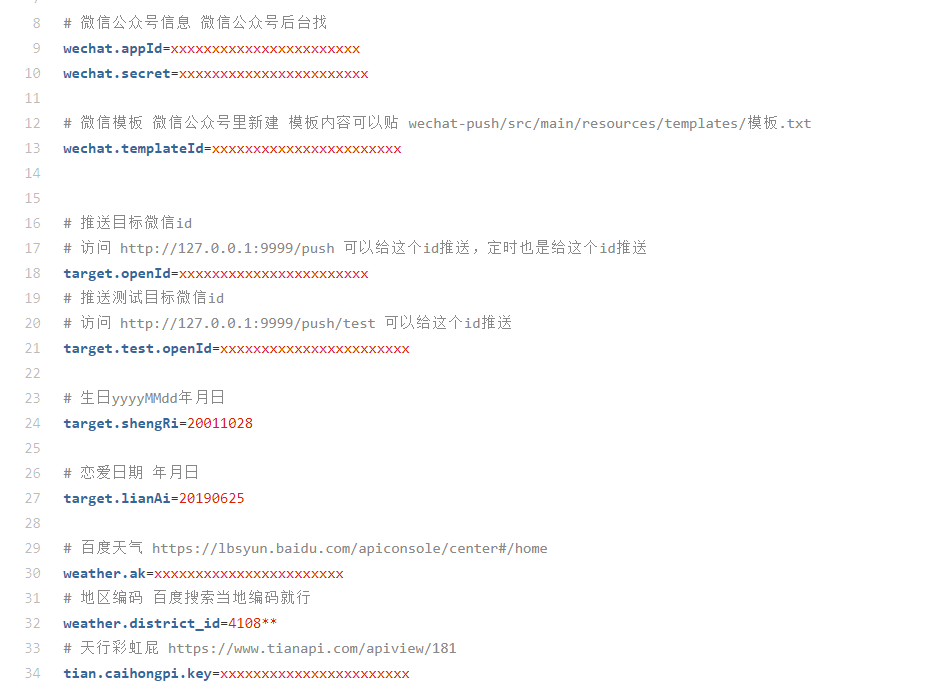 8 # 微信公众号信息 微信公众号后台找
9 wechat.appId=xxxxxxxxxxxxxxxxxxxxxxx
10 wechat.secret=xxxxxxxxxxxxxxxxxxxxxxx
11
12 # 微信模板 微信公众号里新建 模板内容可以贴 wechat-push/src/main/resources/templates/模板.txt
13 wechat.templateId=xxxxxxxxxxxxxxxxxxxxxxx
14
15
16 # 推送目标微信id
17 # 访问 http://127.0.0.1:9999/push 可以给这个id推送，定时也是给这个id推送
18 target.openId=xxxxxxxxxxxxxxxxxxxxxxx
19 # 推送测试目标微信id
20 # 访问 http://127.0.0.1:9999/push/test 可以给这个id推送
21 target.test.openId=xxxxxxxxxxxxxxxxxxxxxxx
22
23 # 生日yyyyMMdd年月日
24 target.shengRi=20011028
25
26 # 恋爱日期 年月日
27 target.lianAi=20190625
28
29 # 百度天气 https://lbsyun.baidu.com/apiconsole/center#/home
30 weather.ak=xxxxxxxxxxxxxxxxxxxxxxx
31 # 地区编码 百度搜索当地编码就行
32 weather.district_id=4108**
33 # 天行彩虹屁 https://www.tianapi.com/apiview/181
34 tian.caihongpi.key=xxxxxxxxxxxxxxxxxxxxxxx